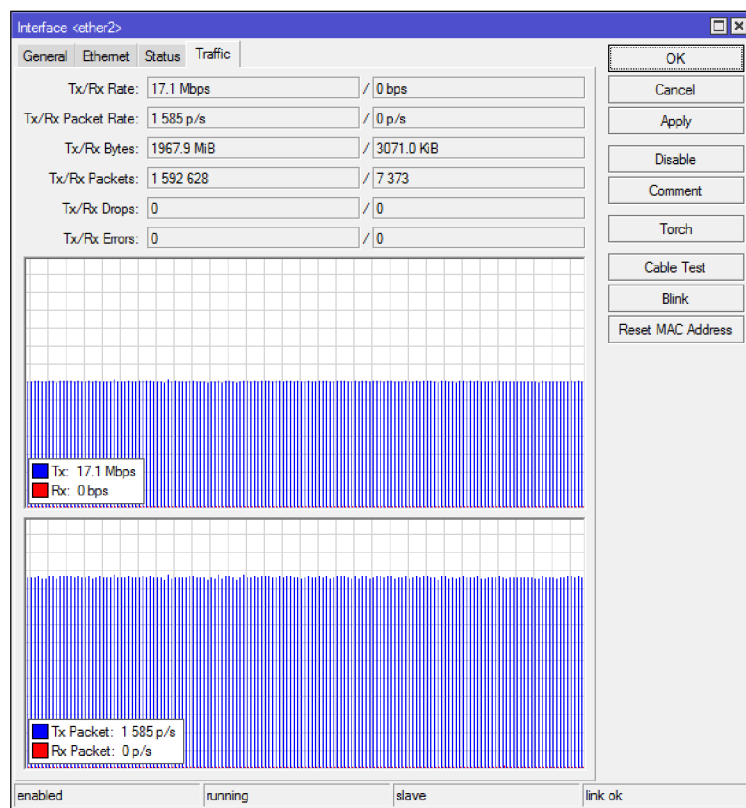 Interface <ether2>
General Ethernet Status Traffic
Tx/Rx Rate: 17.1 Mbps / 0 bps
Tx/Rx Packet Rate: 1 585 p/s / 0 p/s
Tx/Rx Bytes: 1967.9 MiB / 3071.0 KiB
Tx/Rx Packets: 1 592 628 / 7 373
Tx/Rx Drops: 0 / 0
Tx/Rx Errors: 0 / 0
Tx: 17.1 Mbps
Rx: 0 bps
Tx Packet: 1 585 p/s
Rx Packet: 0 p/s
OK
Cancel
Apply
Disable
Comment
Torch
Cable Test
Blink
Reset MAC Address
enabled running slave link ok